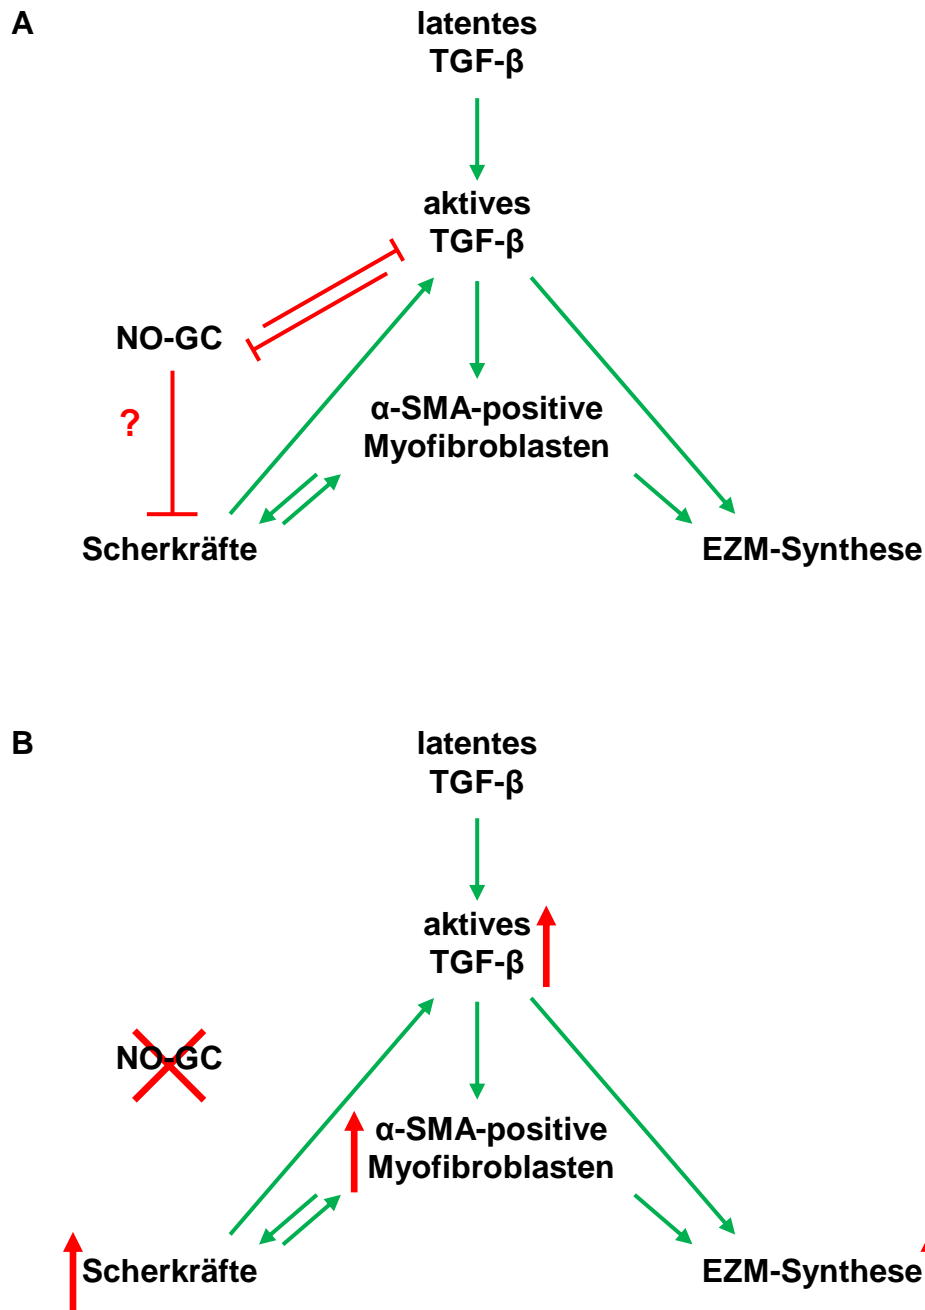 A
latentes
TGF-β
aktives
TGF-β
NO-GC
?
α-SMA-positive
Myofibroblasten
Scherkräfte
EZM-Synthese
B
latentes
TGF-β
aktives
TGF-β
NO-GC
α-SMA-positive
Myofibroblasten
Scherkräfte
EZM-Synthese